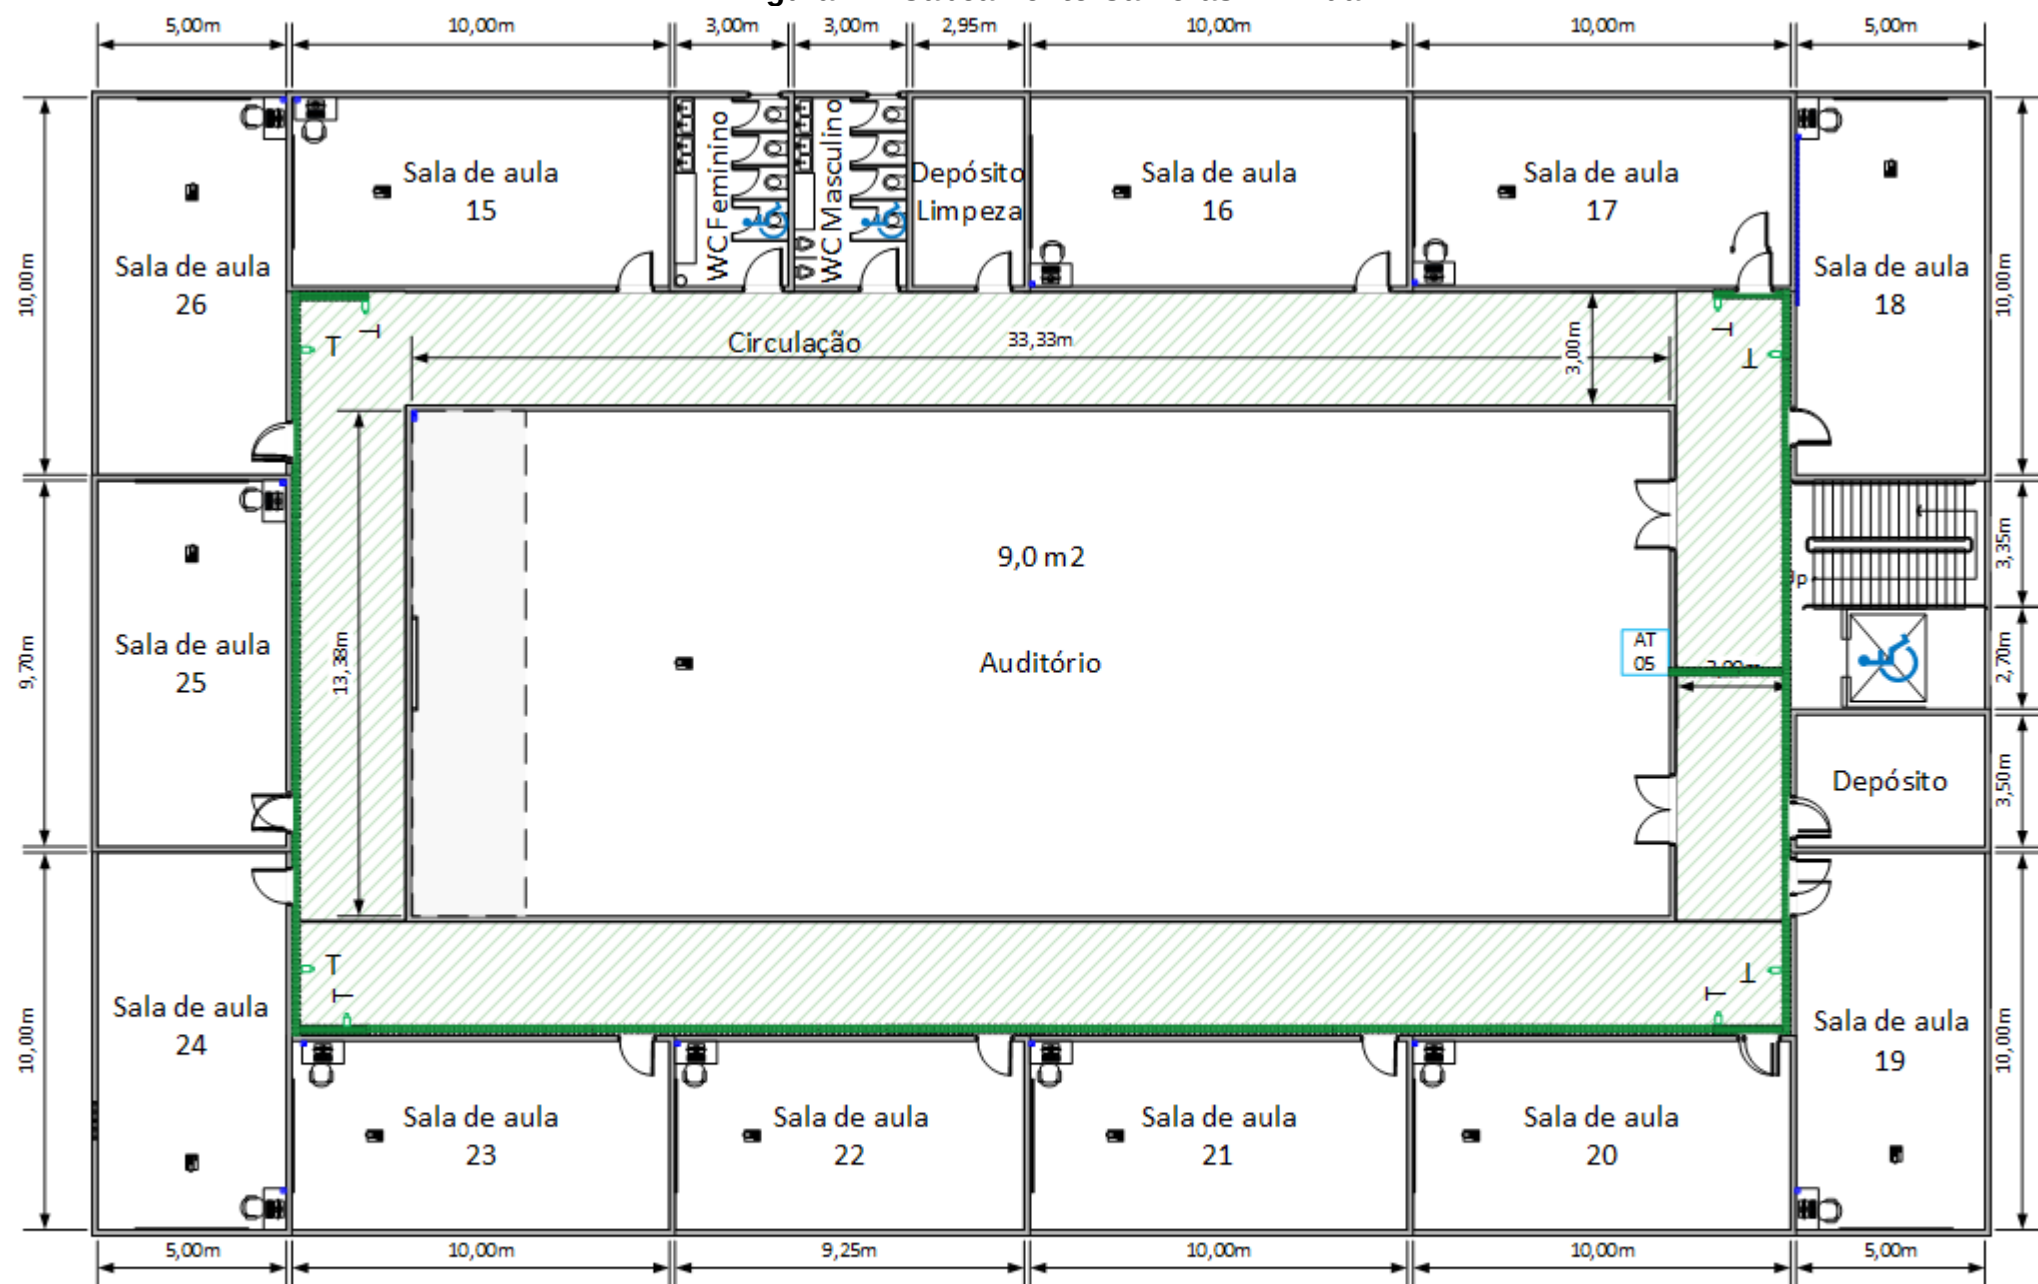 5,00m
10,00m
3,00m
3,00m
2,95m
10,00m
10,00m
5,00m
Sala de aula
15
WC Feminino
WC Masculino
Depósito
Limpeza
Sala de aula
16
Sala de aula
17
10,00m
Sala de aula
26
Sala de aula
18
10,00m
T
T
Circulação
33,33m
3,00m
T
T
9,0 m2
3,35m
9,70m
Sala de aula
25
13,38m
Auditório
AT
05
2,70m
Depósito
3,50m
T
T
T
T
10,00m
Sala de aula
24
Sala de aula
19
10,00m
Sala de aula
23
Sala de aula
22
Sala de aula
21
Sala de aula
20
5,00m
10,00m
9,25m
10,00m
10,00m
5,00m